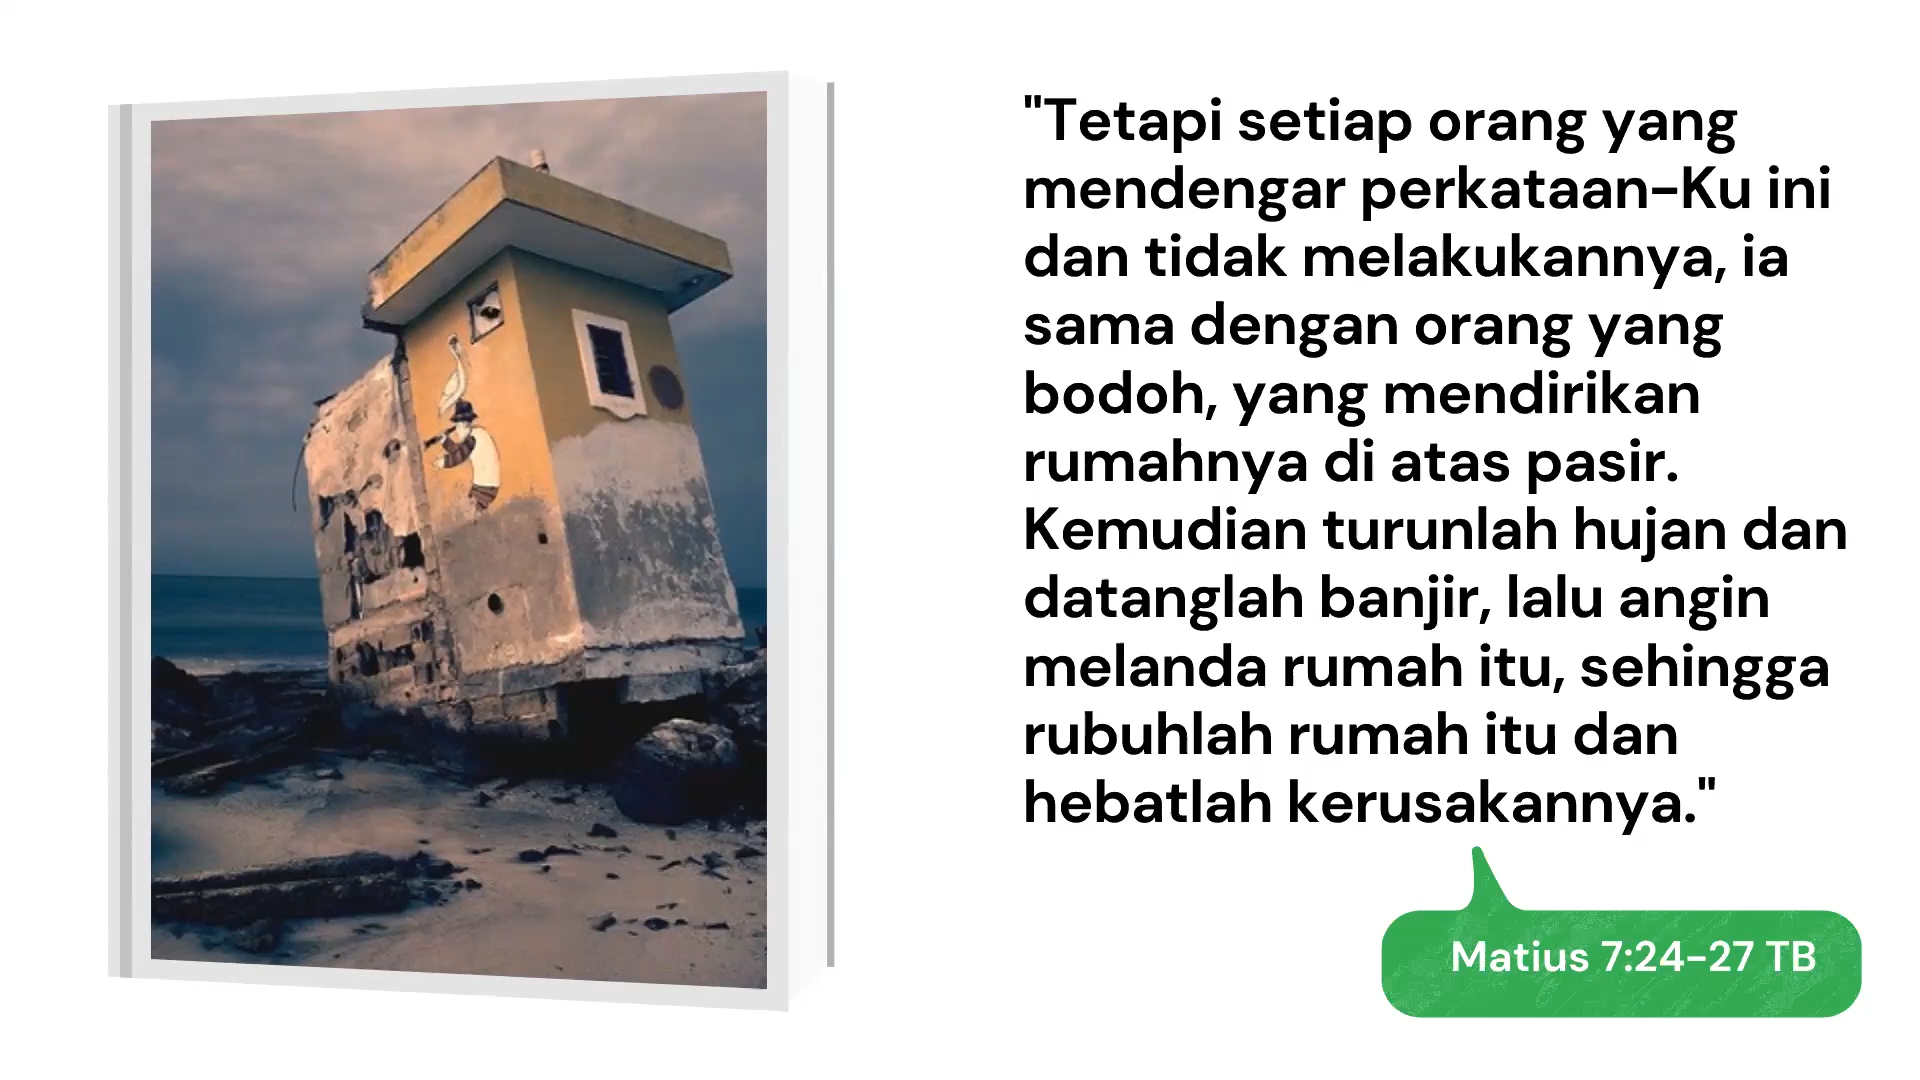 "Tetapi setiap orang yang
mendengar perkataan-Ku ini
dan tidak melakukannya, ia
sama dengan orang yang
bodoh, yang mendirikan
rumahnya di atas pasir.
Kemudian turunlah hujan dan
datanglah banjir, lalu angin
melanda rumah itu, sehingga
rubuhlah rumah itu dan
hebatlah kerusakannya."
Matius 7:24-27 TB